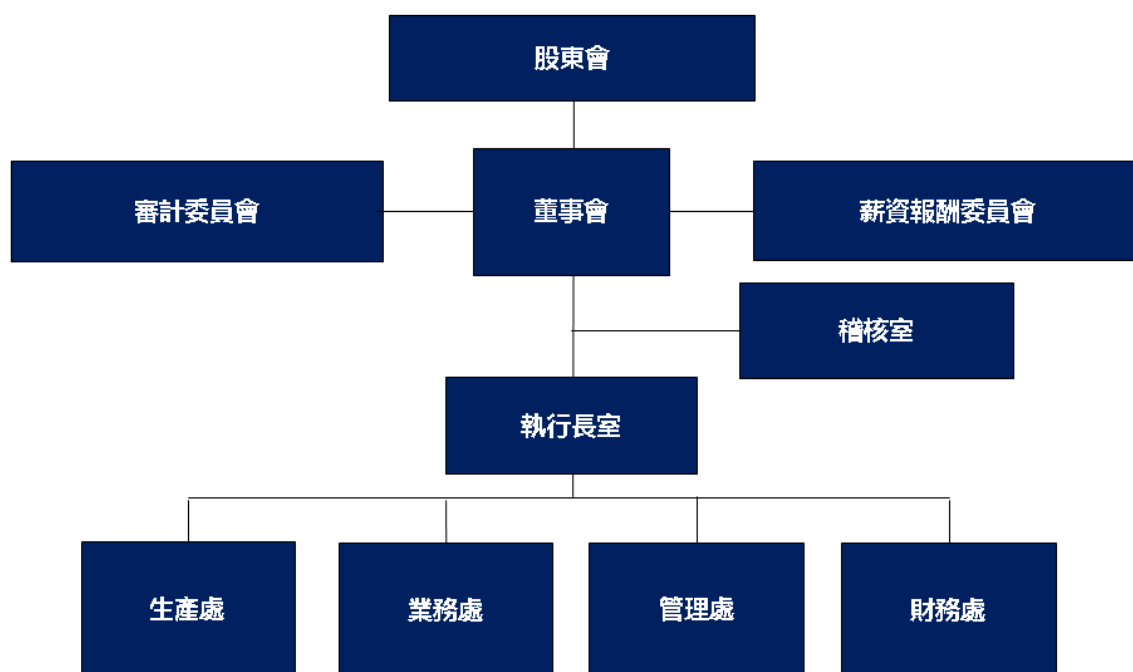 股東會
審計委員會
董事會
薪資報酬委員會
稽核室
執行長室
生產處
業務處
管理處
財務處